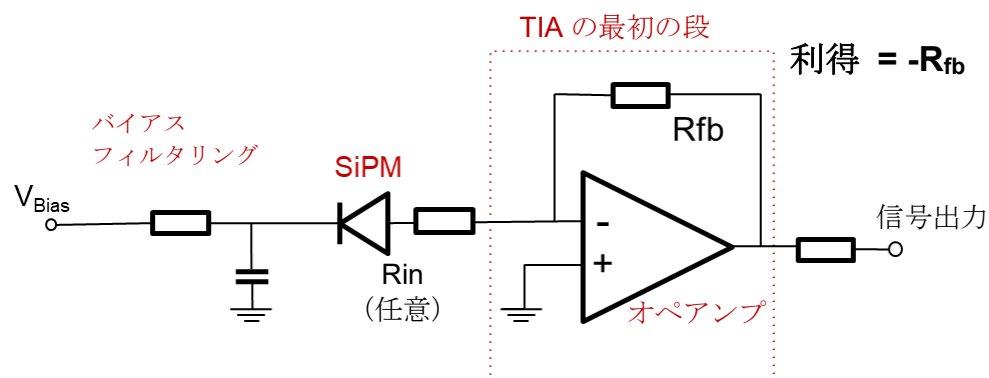 TIA の最初の段
利得 = -Rfb
バイアス
フィルタリング
SiPM
Rfb
VBias
信号出力
-
+
Rin
(任意)
オペアンプ